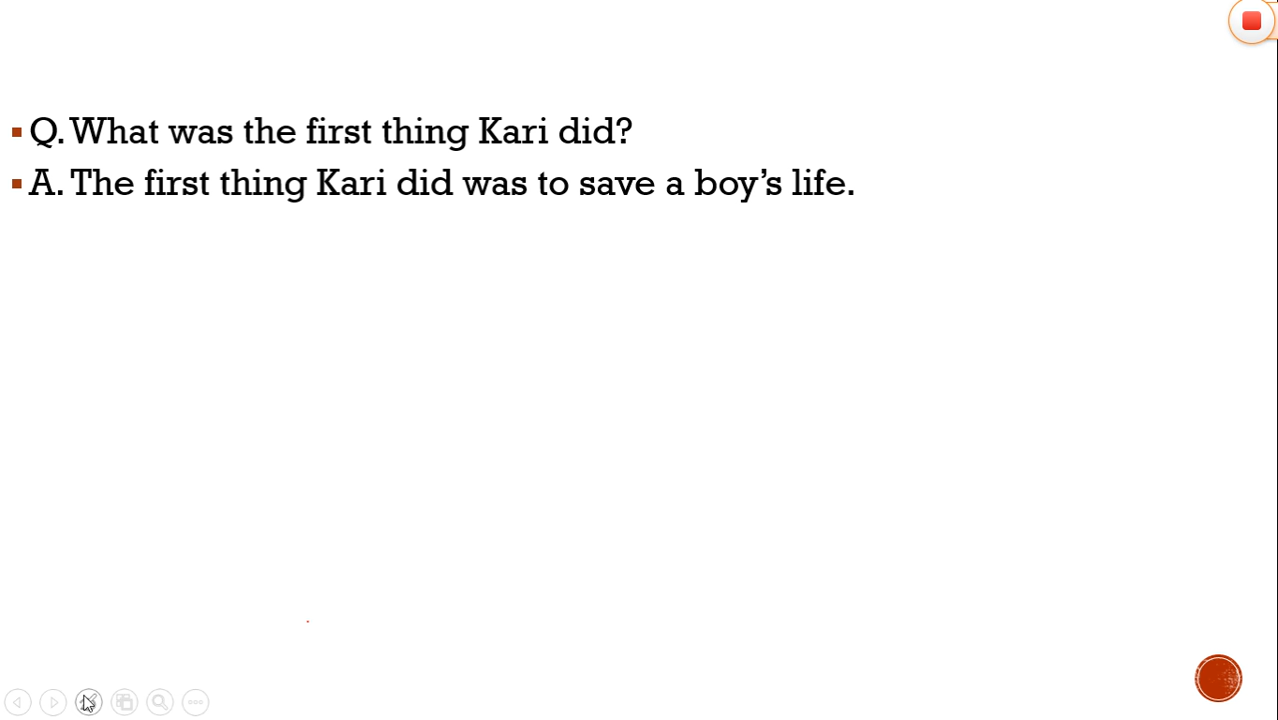 Q. What was the first thing Kari did?
A. The first thing Kari did was to save a boy’s life.